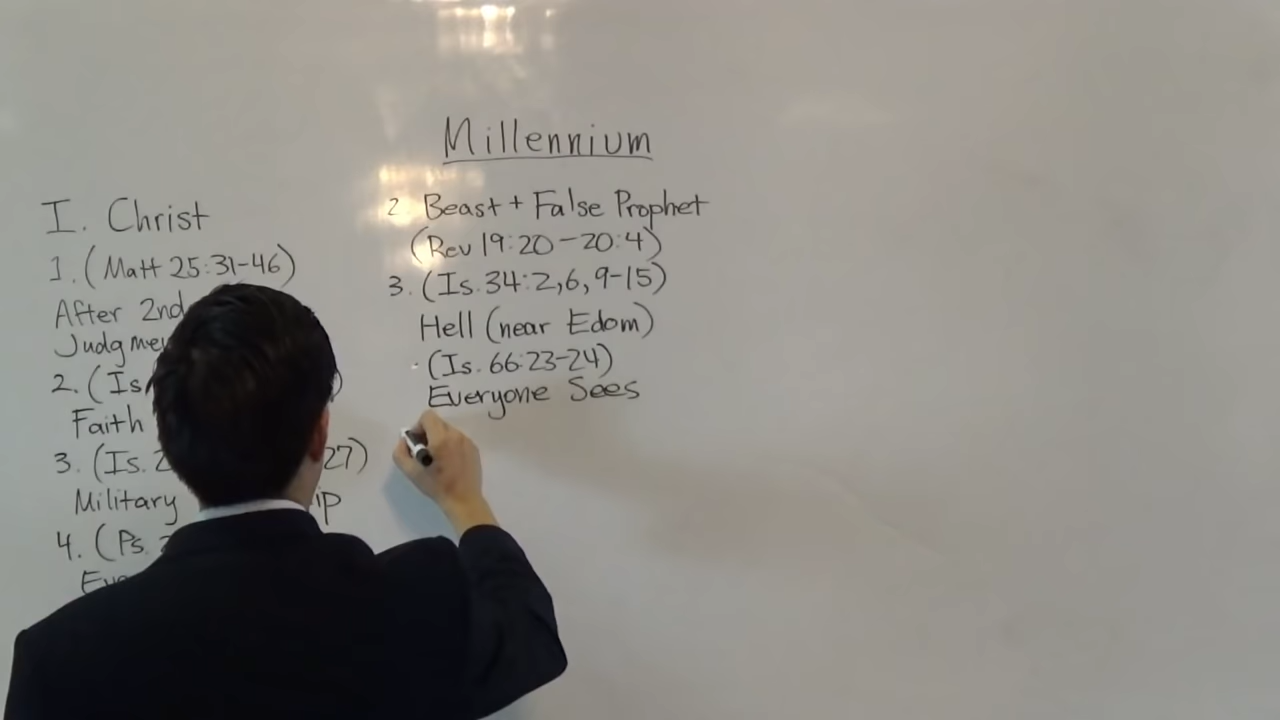 Millennium
I. Christ
1. (Matt 25:31-46)
After 2nd
2. (Is.
Faith
3. (Is. 27)
Military
4. (Ps.
2. Beast + False Prophet
(Rev 19:20-20:4)
3. (Is. 34:2,6,9-15)
Hell (near Edom)
· (Is. 66:23-24)
Everyone Sees